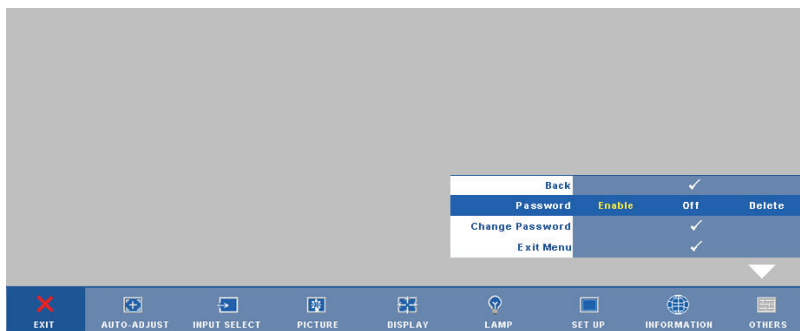 Back
Password Enable Off Delete
Change Password
Exit Menu
EXIT AUTO-ADJUST INPUT SELECT PICTURE DISPLAY LAMP SET UP INFORMATION OTHERS